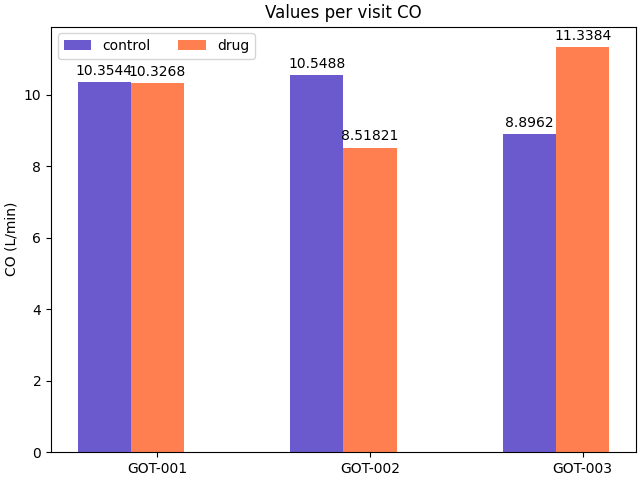 Values per visit CO
control
drug
10.3544
10.3268
10.5488
8.51821
8.8962
11.3384
CO (L/min)
10
8
6
4
2
0
GOT-001
GOT-002
GOT-003